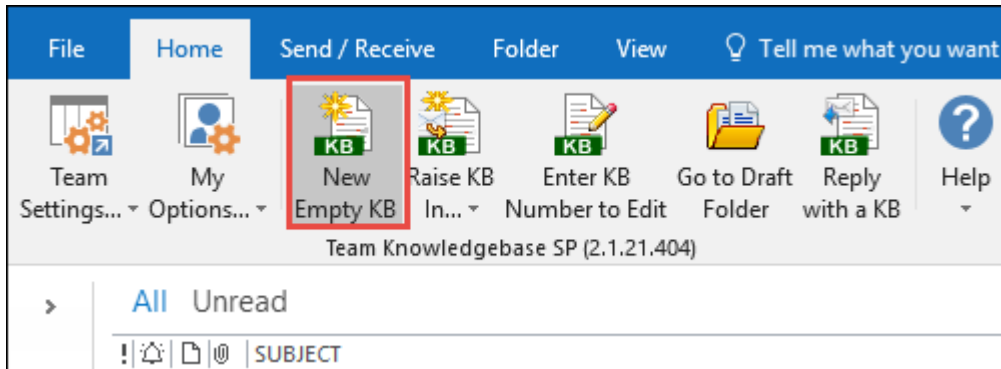 File Home Send / Receive Folder View Tell me what you want
KB KB KB KB ?
Team My New Raise KB Enter KB Go to Draft Reply Help
Settings... Options... Empty KB In... Number to Edit Folder with a KB
Team Knowledgebase SP (2.1.21.404)
All Unread
! SUBJECT